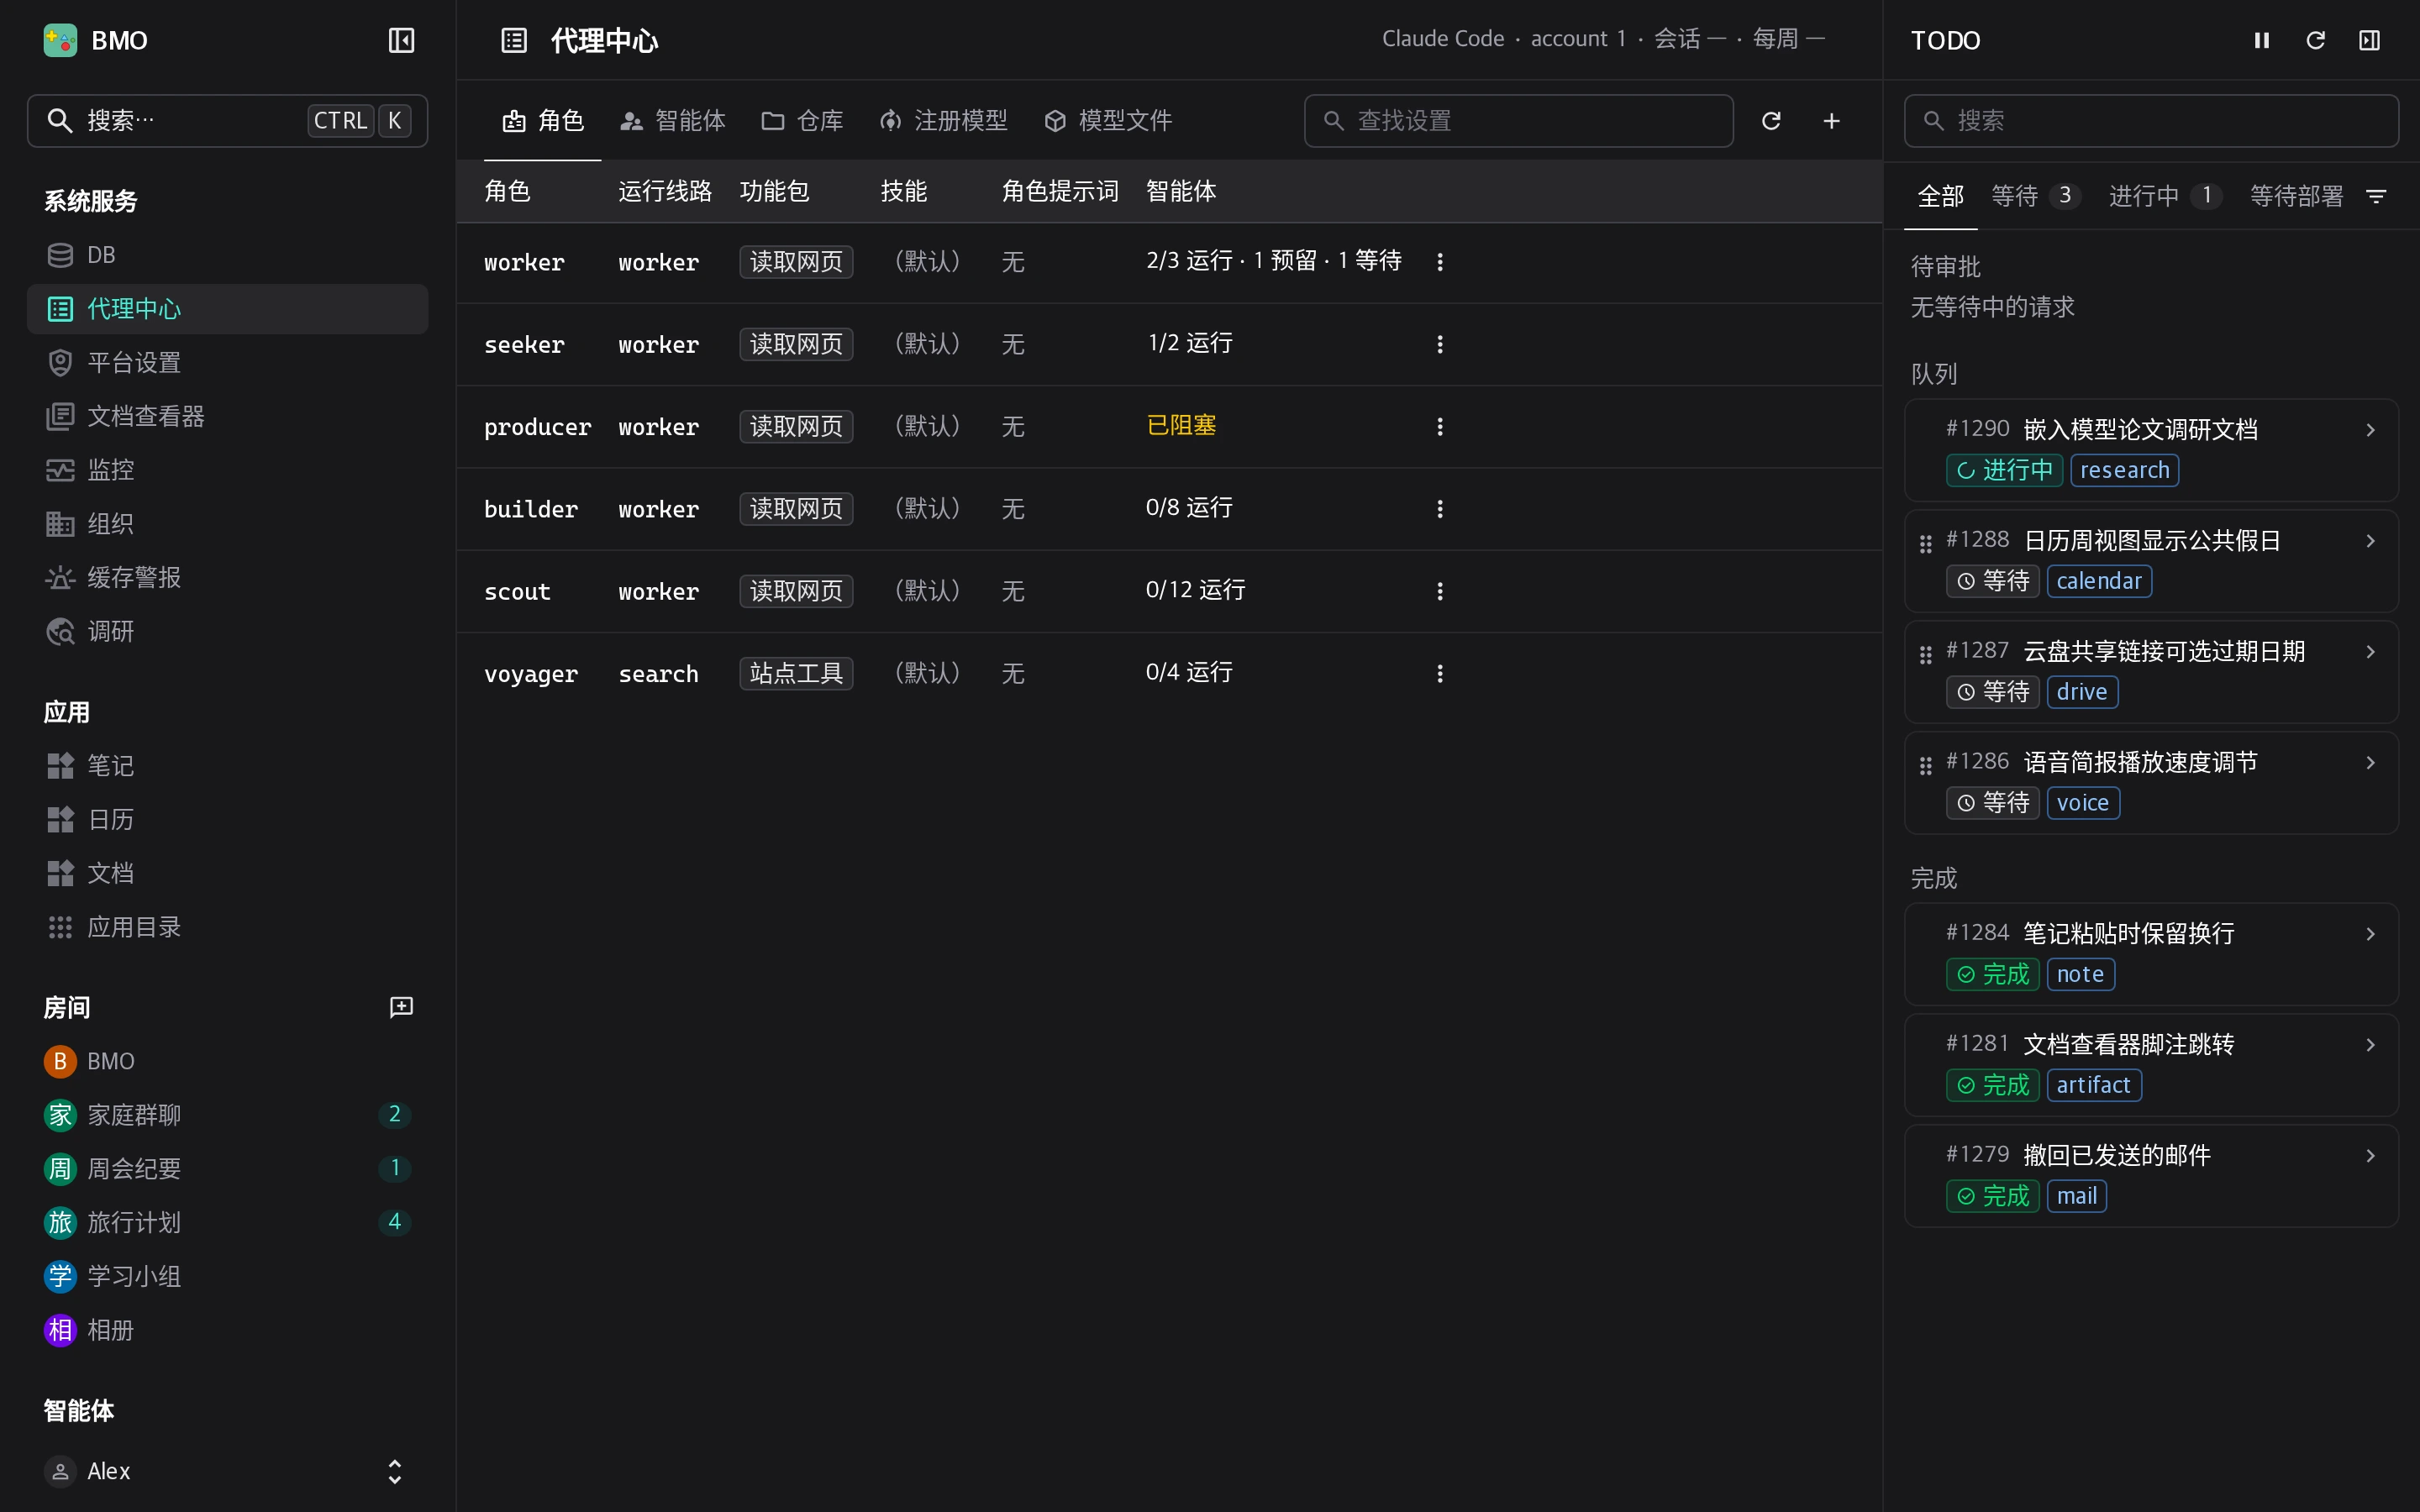 BMO
搜索… CTRL K
系统服务
DB
代理中心
平台设置
文档查看器
监控
组织
缓存警报
调研
应用
笔记
日历
文档
应用目录
房间
B BMO
家 家庭群聊 2
周 周会纪要 1
旅 旅行计划 4
学 学习小组
相 相册
智能体
Alex
代理中心 Claude Code · account 1 · 会话 — · 每周 —
角色 智能体 仓库 注册模型 模型文件 查找设置
角色 运行线路 功能包 技能 角色提示词 智能体
worker worker 读取网页 （默认） 无 2/3 运行 · 1 预留 · 1 等待
seeker worker 读取网页 （默认） 无 1/2 运行
producer worker 读取网页 （默认） 无 已阻塞
builder worker 读取网页 （默认） 无 0/8 运行
scout worker 读取网页 （默认） 无 0/12 运行
voyager search 站点工具 （默认） 无 0/4 运行
TODO
搜索
全部 等待 3 进行中 1 等待部署
待审批
无等待中的请求
队列
#1290 嵌入模型论文调研文档
进行中 research
#1288 日历周视图显示公共假日
等待 calendar
#1287 云盘共享链接可选过期日期
等待 drive
#1286 语音简报播放速度调节
等待 voice
完成
#1284 笔记粘贴时保留换行
完成 note
#1281 文档查看器脚注跳转
完成 artifact
#1279 撤回已发送的邮件
完成 mail